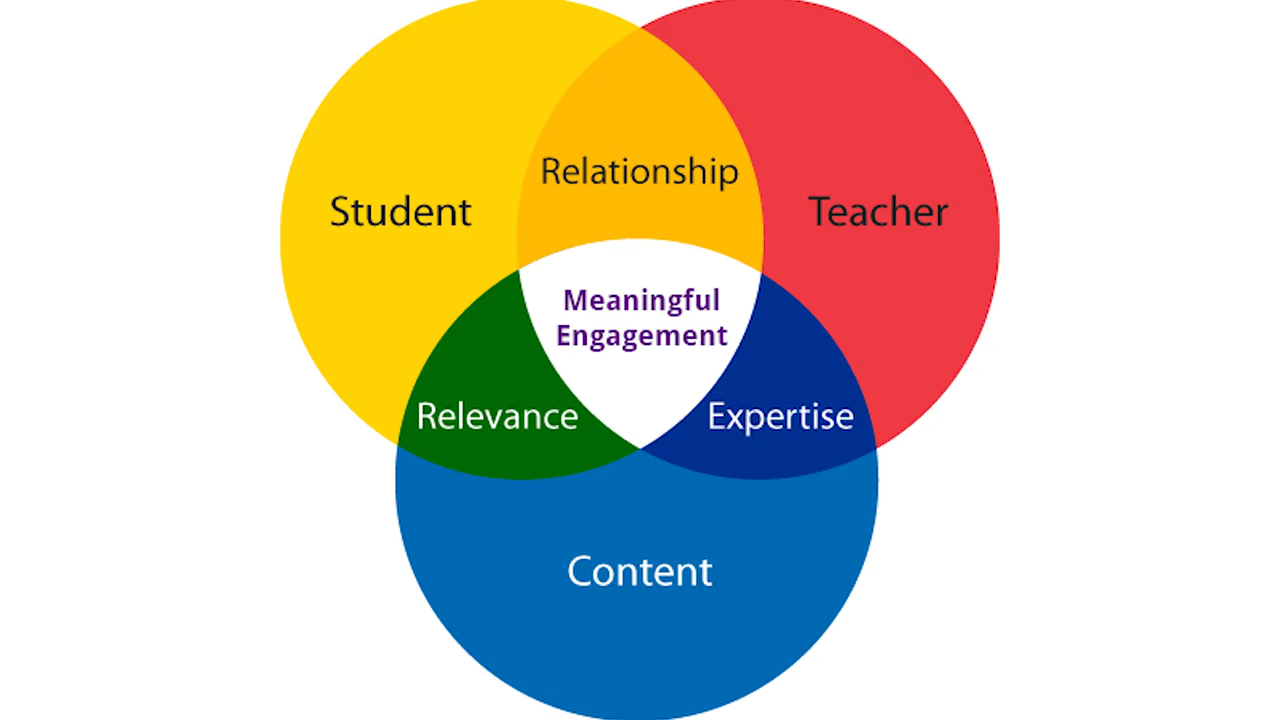 Relationship
Student
Teacher
Meaningful
Engagement
Relevance
Expertise
Content